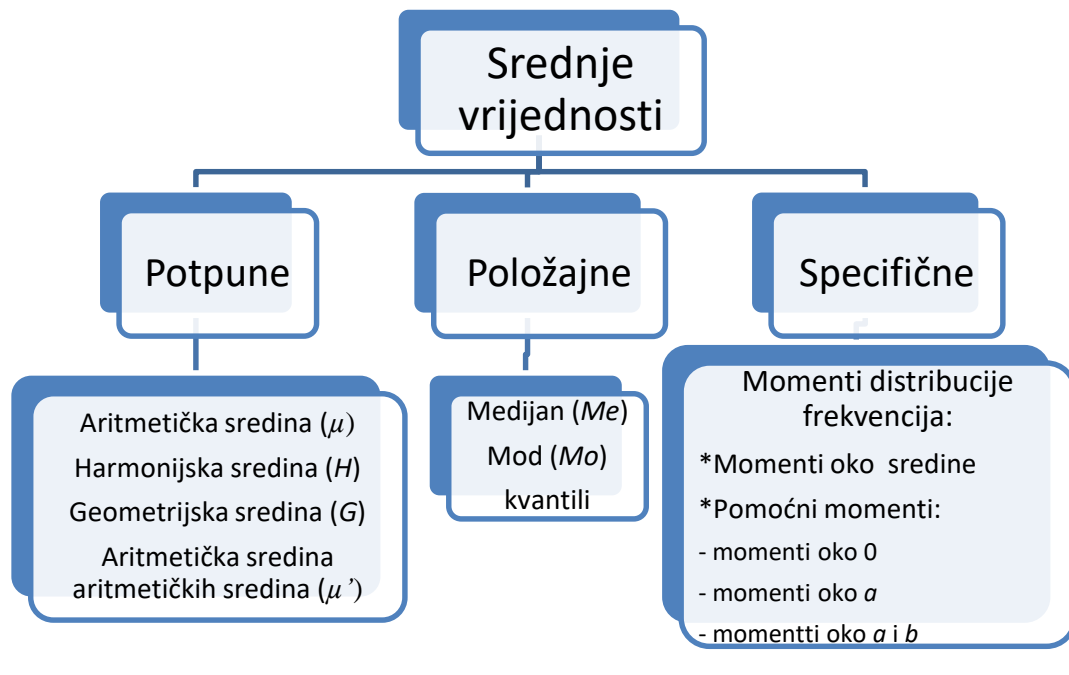 Srednje
vrijednosti
Potpune
Položajne
Specifične
Aritmetička sredina (μ)
Harmonijska sredina (H)
Geometrijska sredina (G)
Aritmetička sredina
aritmetičkih sredina (μ’)
Medijan (Me)
Mod (Mo)
kvantili
Momenti distribucije
frekvencija:
*Momenti oko sredine
*Pomoćni momenti:
- momenti oko 0
- momenti oko a
- momentti oko a i b